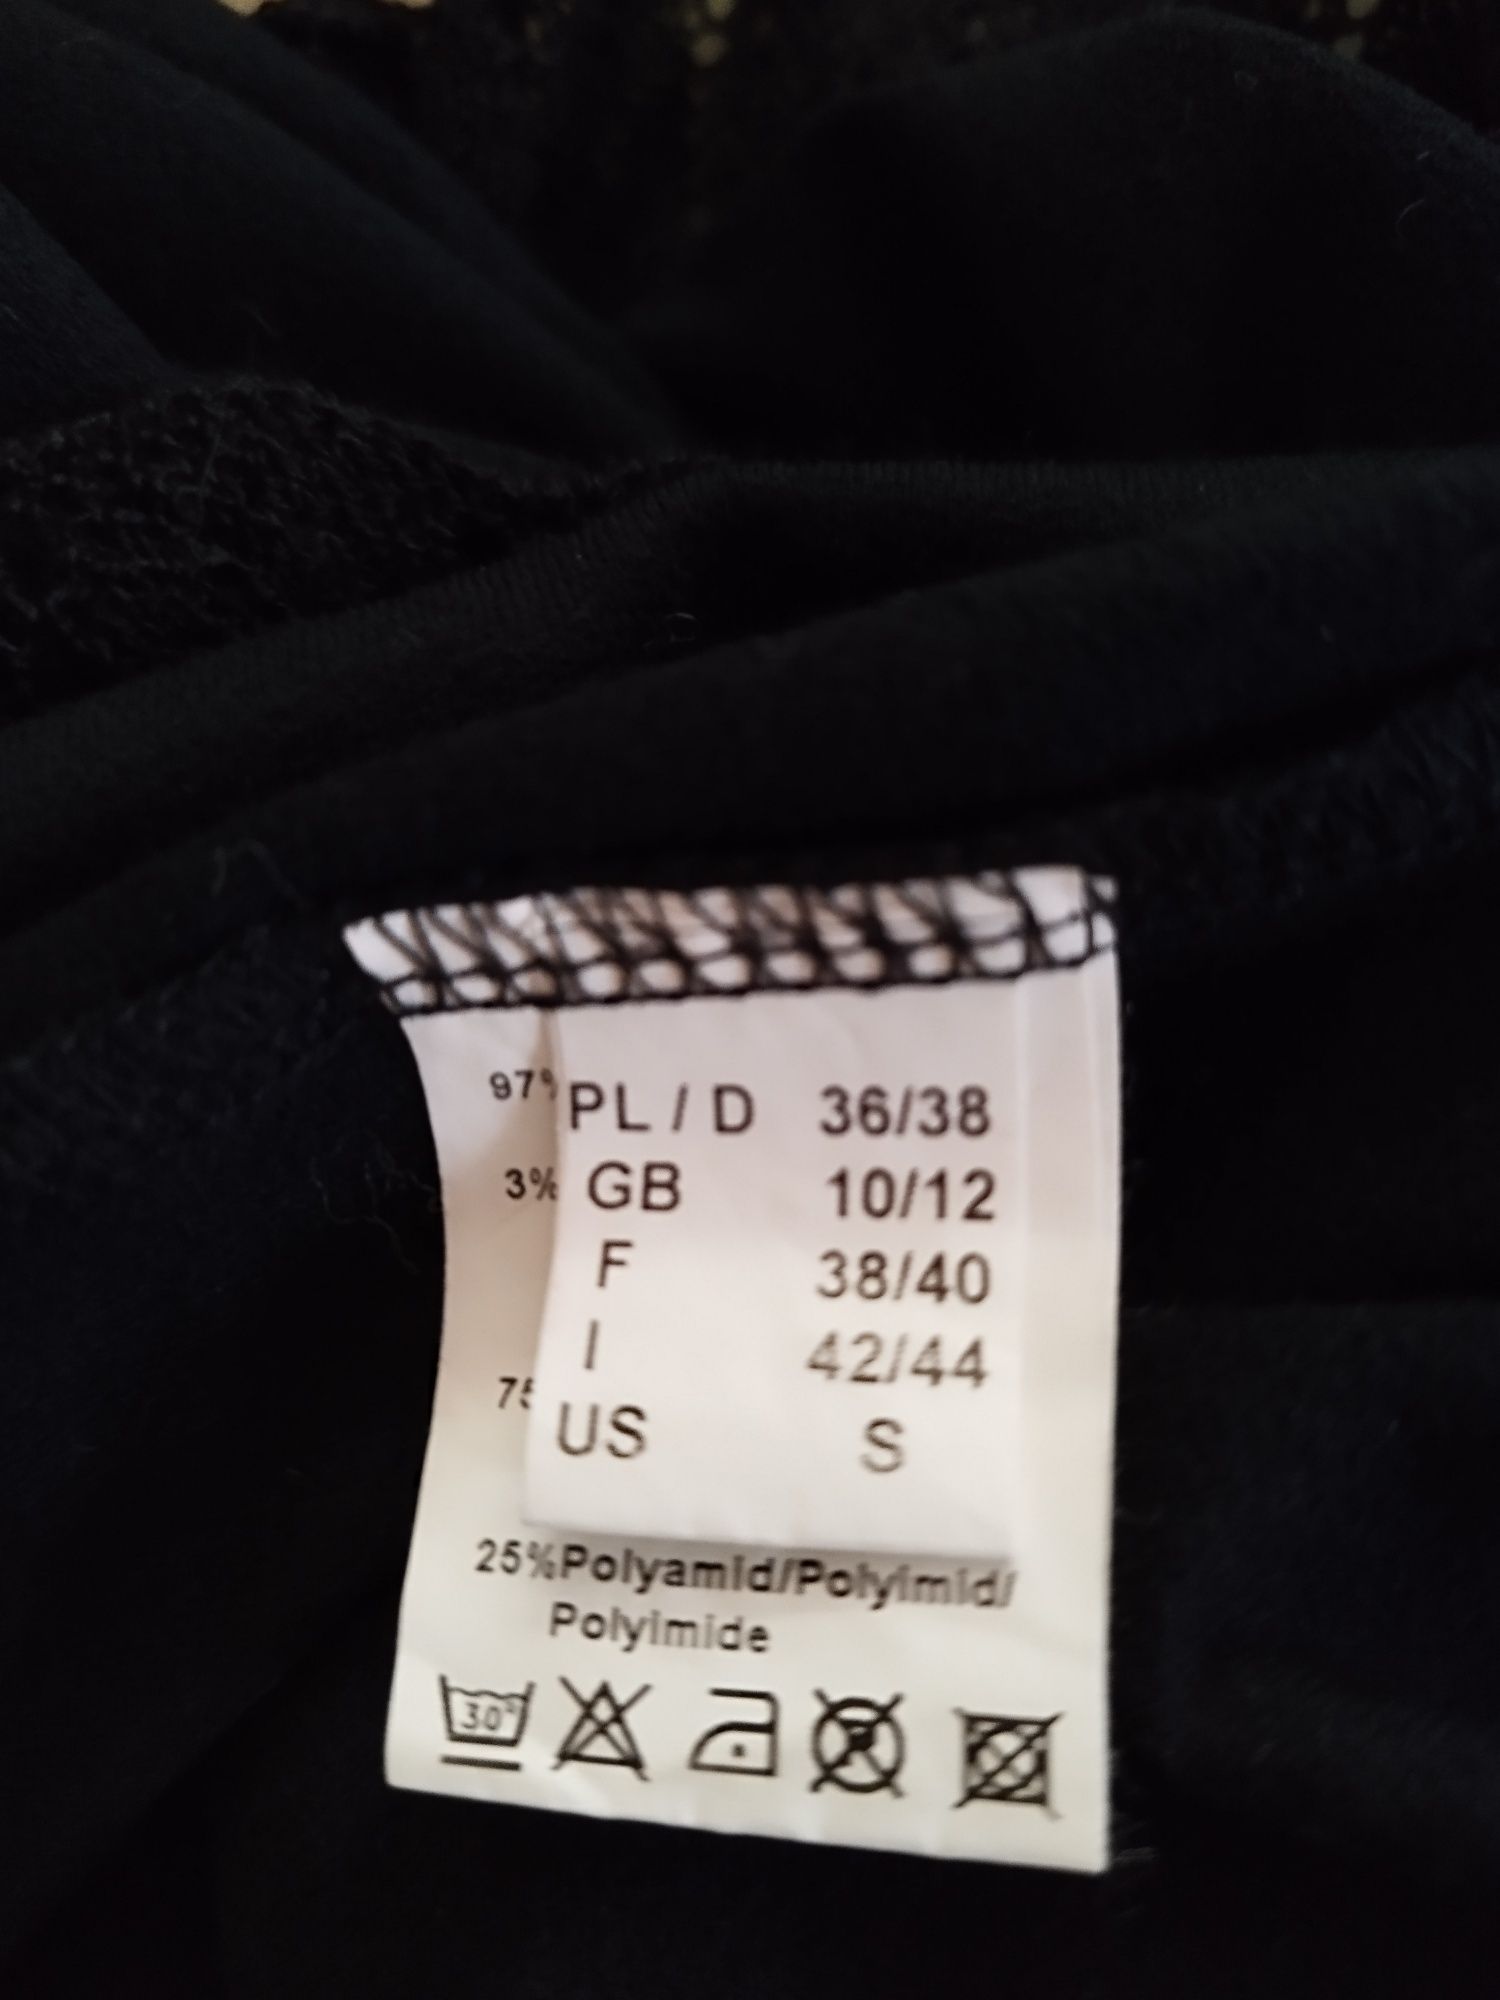 97%
PL / D 36/38
3% GB 10/12
F 38/40
I 42/44
75
US S
25% Polyamid/Polyimid/
Polyimide
30°
P